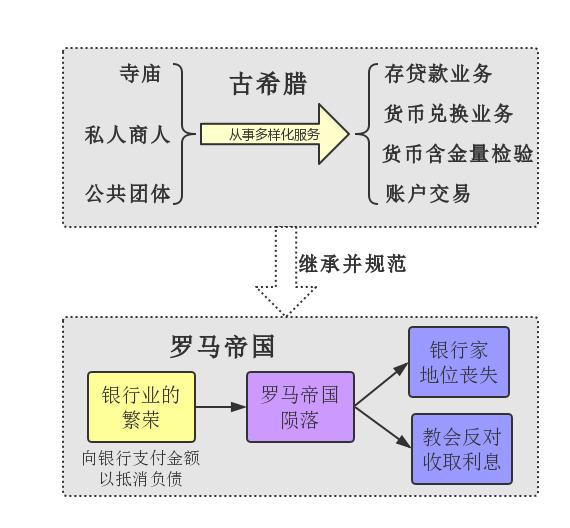 古希腊
寺庙
私人商人
公共团体
从事多样化服务
存贷款业务
货币兑换业务
货币含金量检验
账户交易
继承并规范
罗马帝国
银行业的
繁荣
向银行支付金额
以抵消负债
罗马帝国
陨落
银行家
地位丧失
教会反对
收取利息